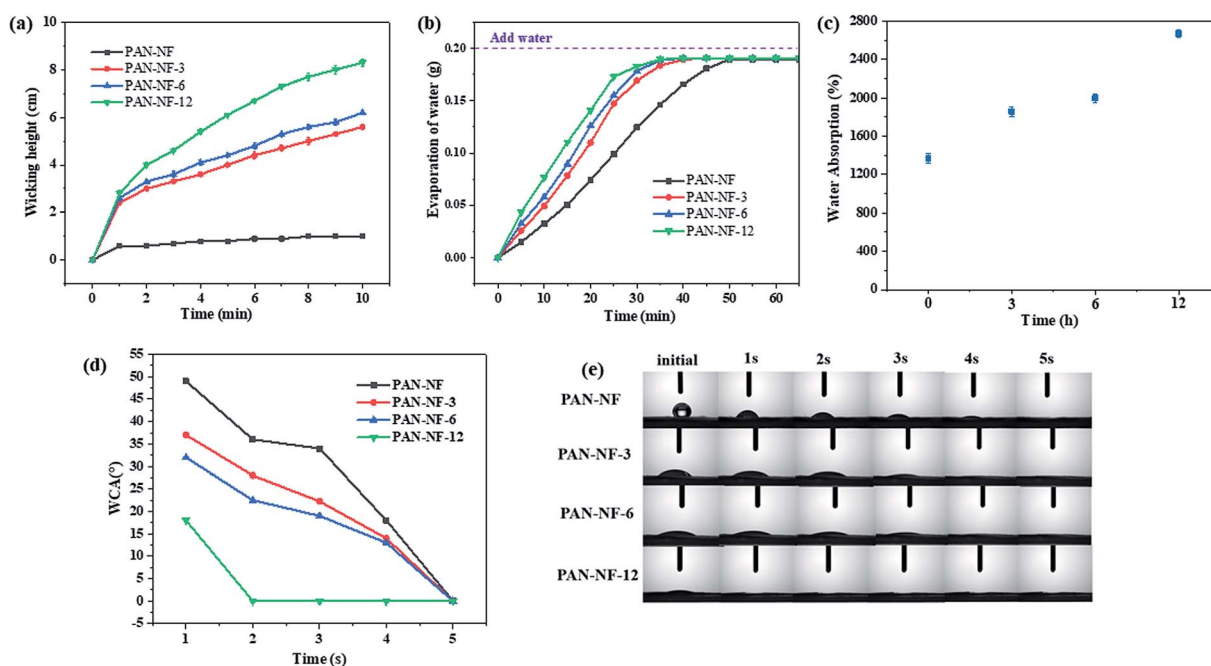 (a)
PAN-NF
PAN-NF-3
PAN-NF-6
PAN-NF-12
Wicking height (cm)
10
8
6
4
2
0
0 2 4 6 8 10
Time (min)
(b)
Add water
Evaporation of water (g)
0.20
0.15
0.10
0.05
0.00
PAN-NF
PAN-NF-3
PAN-NF-6
PAN-NF-12
0 10 20 30 40 50 60
Time (min)
(c)
Water Absorption (%)
2800
2400
2000
1600
1200
800
400
0
0 3 6 12
Time (h)
(d)
WCA(°)
55
50
45
40
35
30
25
20
15
10
5
0
-5
PAN-NF
PAN-NF-3
PAN-NF-6
PAN-NF-12
1 2 3 4 5
Time (s)
(e)
initial 1s 2s 3s 4s 5s
PAN-NF
PAN-NF-3
PAN-NF-6
PAN-NF-12